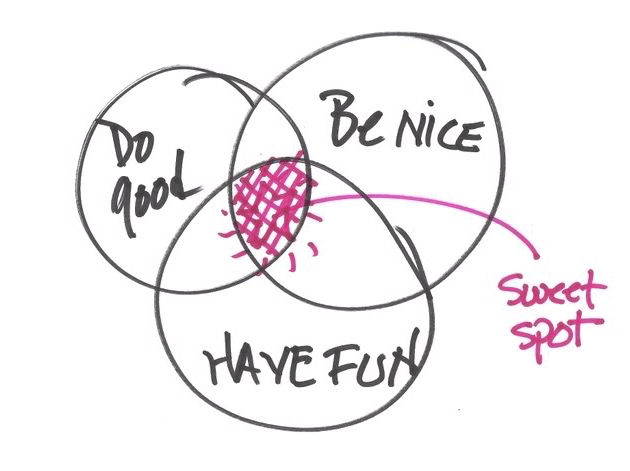 Be NICE
DO
good
HAVE FUN
Sweet
spot